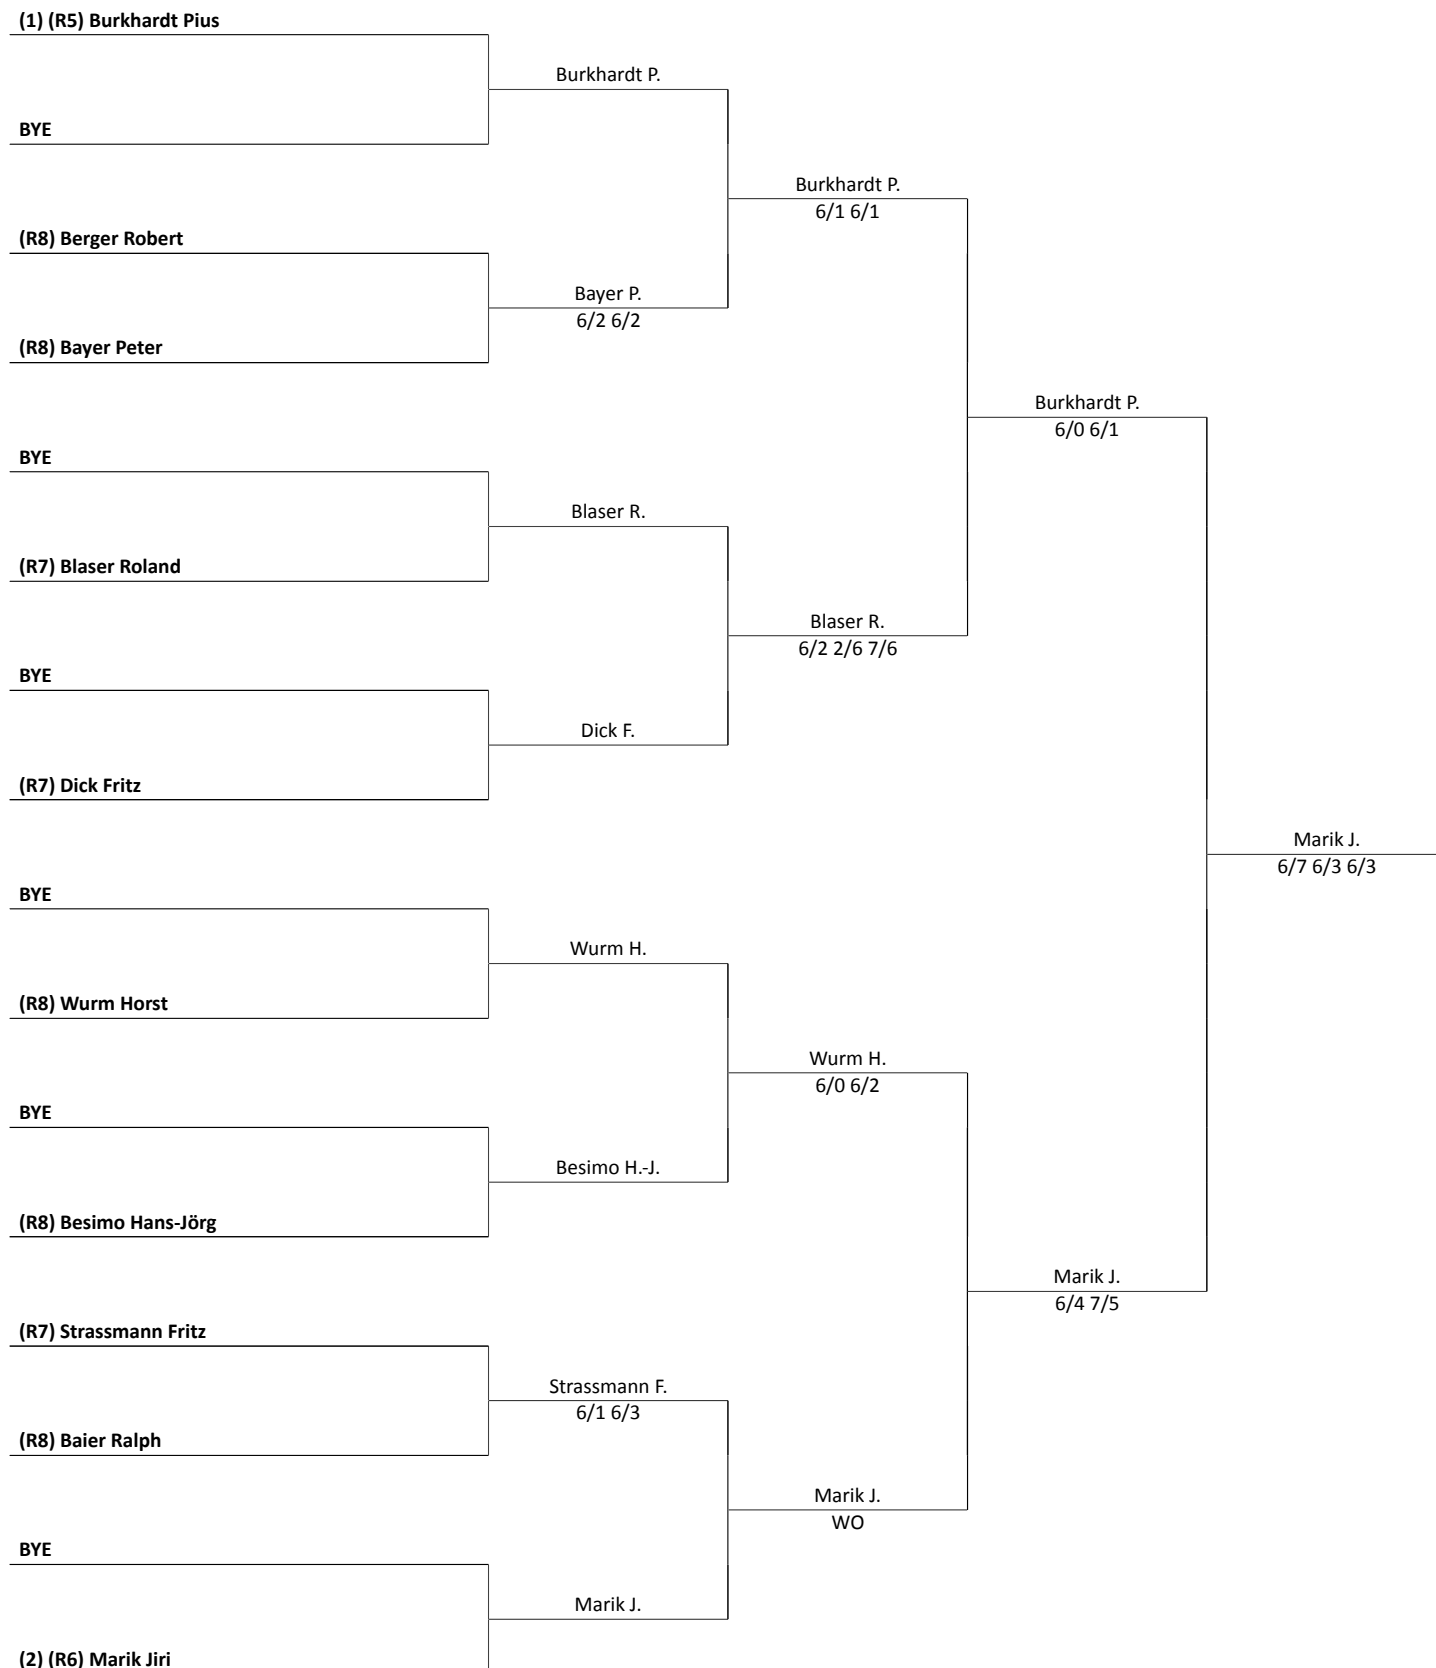 (1) (R5) Burkhardt Pius
Burkhardt P.
BYE
Burkhardt P.
6/1 6/1
(R8) Berger Robert
Bayer P.
6/2 6/2
(R8) Bayer Peter
Burkhardt P.
6/0 6/1
BYE
Blaser R.
(R7) Blaser Roland
Blaser R.
6/2 2/6 7/6
BYE
Dick F.
(R7) Dick Fritz
Marik J.
6/7 6/3 6/3
BYE
Wurm H.
(R8) Wurm Horst
Wurm H.
6/0 6/2
BYE
Besimo H.-J.
(R8) Besimo Hans-Jörg
Marik J.
6/4 7/5
(R7) Strassmann Fritz
Strassmann F.
6/1 6/3
(R8) Baier Ralph
Marik J.
WO
BYE
Marik J.
(2) (R6) Marik Jiri